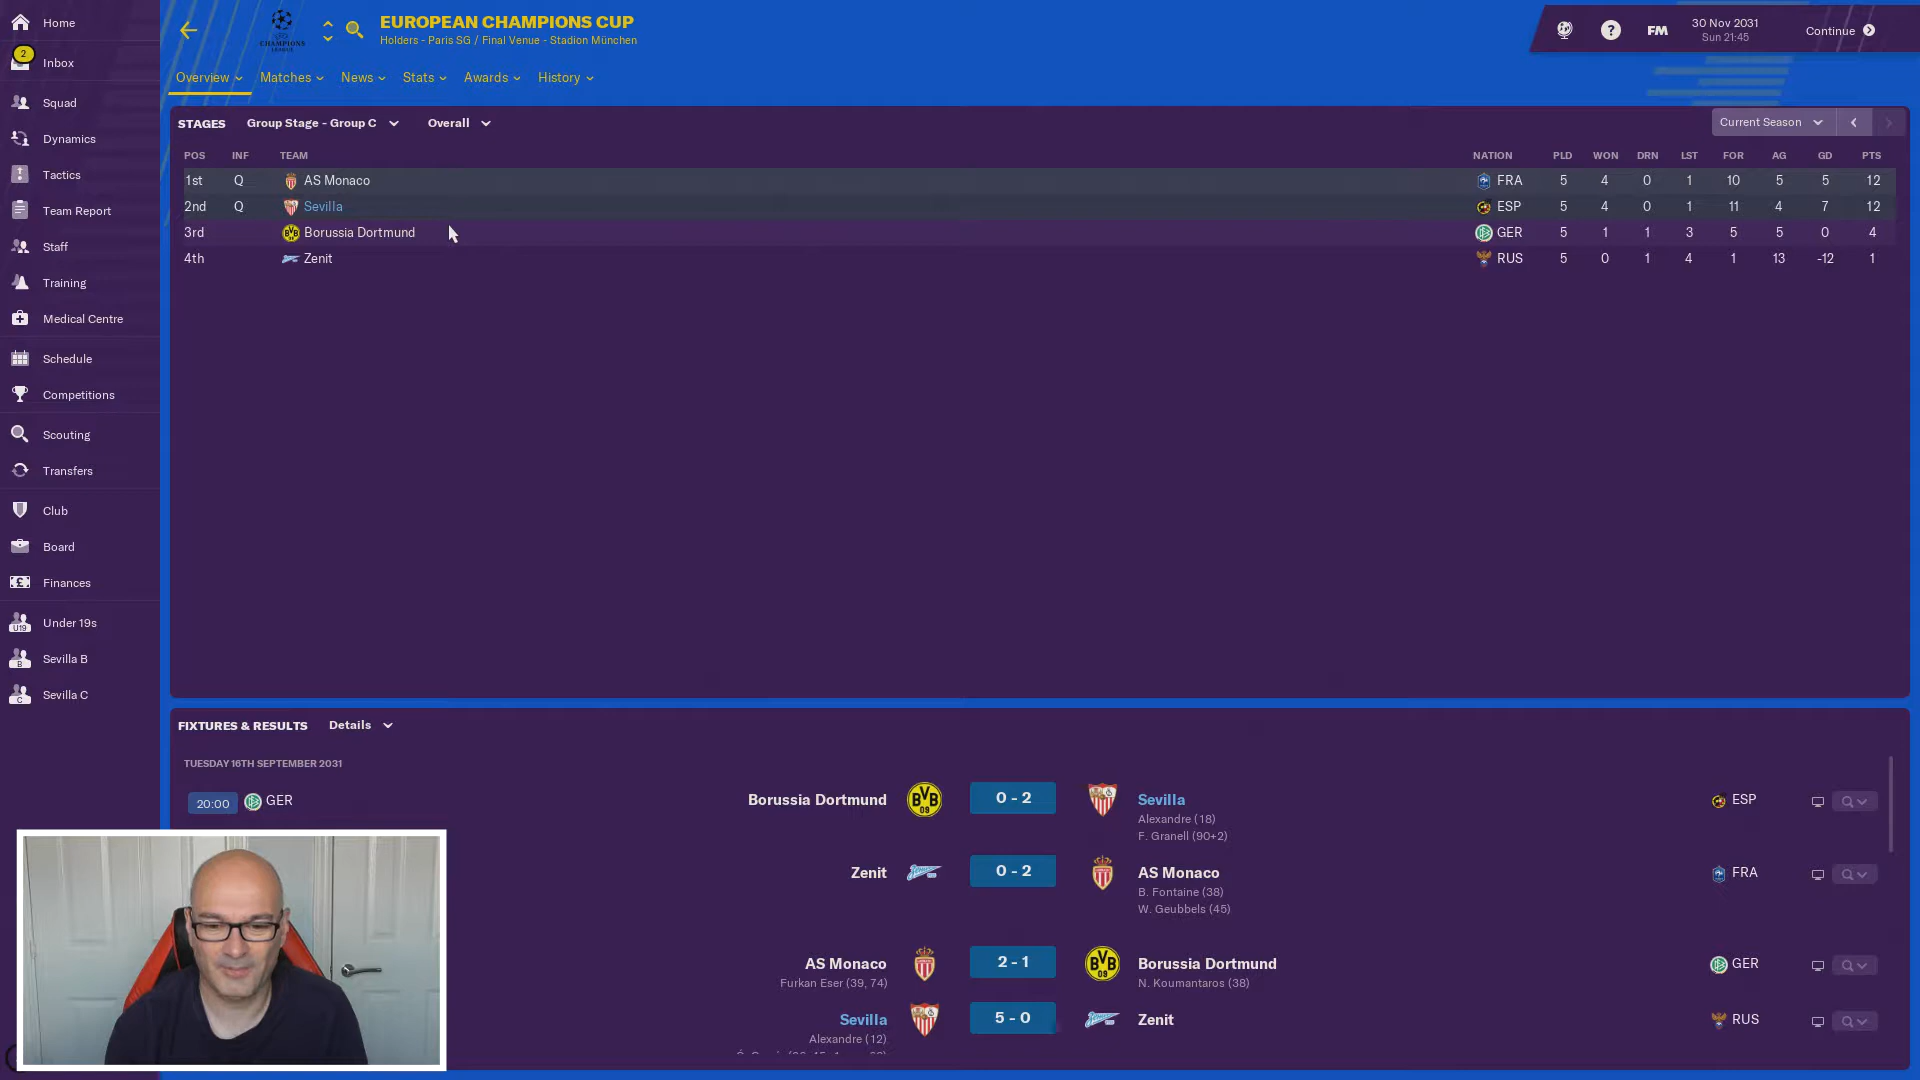 Home
2
Inbox
Squad
Dynamics
Tactics
Team Report
Staff
Training
Medical Centre
Schedule
Competitions
Scouting
Transfers
Club
Board
Finances
U19
Under 19s
B
Sevilla B
C
Sevilla C
CHAMPIONS
EUROPEAN CHAMPIONS CUP
Holders - Paris SG / Final Venue - Stadion München
? FM 30 Nov 2031 Continue
Sun 21:45
Overview Matches News Stats Awards History
STAGES Group Stage - Group C Overall Current Season
POS INF TEAM NATION PLD WON DRN LST FOR AG GD PTS
1st Q AS Monaco FRA 5 4 0 1 10 5 5 12
2nd Q Sevilla ESP 5 4 0 1 11 4 7 12
3rd BVB 09 Borussia Dortmund GER 5 1 1 3 5 5 0 4
4th Zenit RUS 5 0 1 4 1 13 -12 1
FIXTURES & RESULTS Details
TUESDAY 16TH SEPTEMBER 2031
20:00 GER Borussia Dortmund BVB 09 0 - 2 Sevilla ESP
Alexandre (18)
F. Granell (90+2)
Zenit 0 - 2 AS Monaco FRA
B. Fontaine (38)
W. Geubbels (45)
AS Monaco 2 - 1 BVB 09 Borussia Dortmund GER
Furkan Eser (39, 74) N. Koumantaros (38)
Sevilla 5 - 0 Zenit RUS
Alexandre (12)